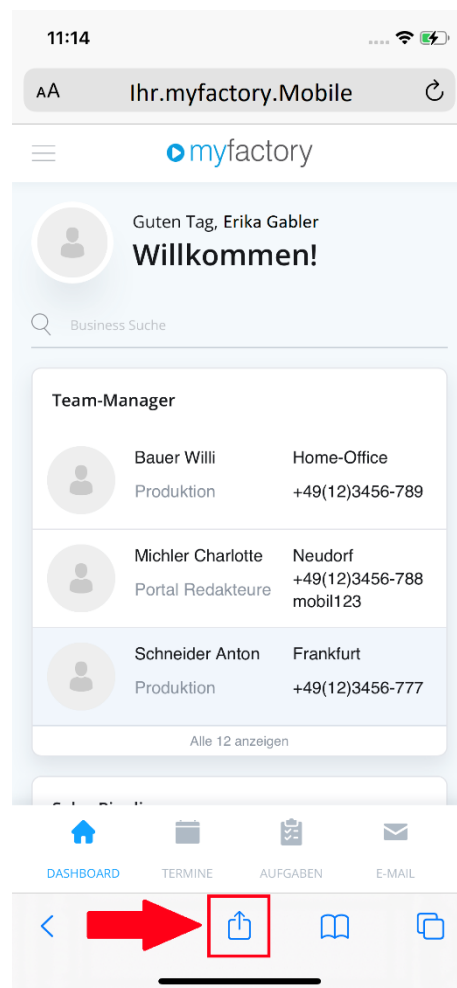 11:14
AA Ihr.myfactory.Mobile
myfactory
Guten Tag, Erika Gabler
Willkommen!
Business Suche
Team-Manager
Bauer Willi Home-Office
Produktion +49(12)3456-789
Michler Charlotte Neudorf
Portal Redakteure +49(12)3456-788
mobil123
Schneider Anton Frankfurt
Produktion +49(12)3456-777
Alle 12 anzeigen
DASHBOARD TERMINE AUFGABEN E-MAIL